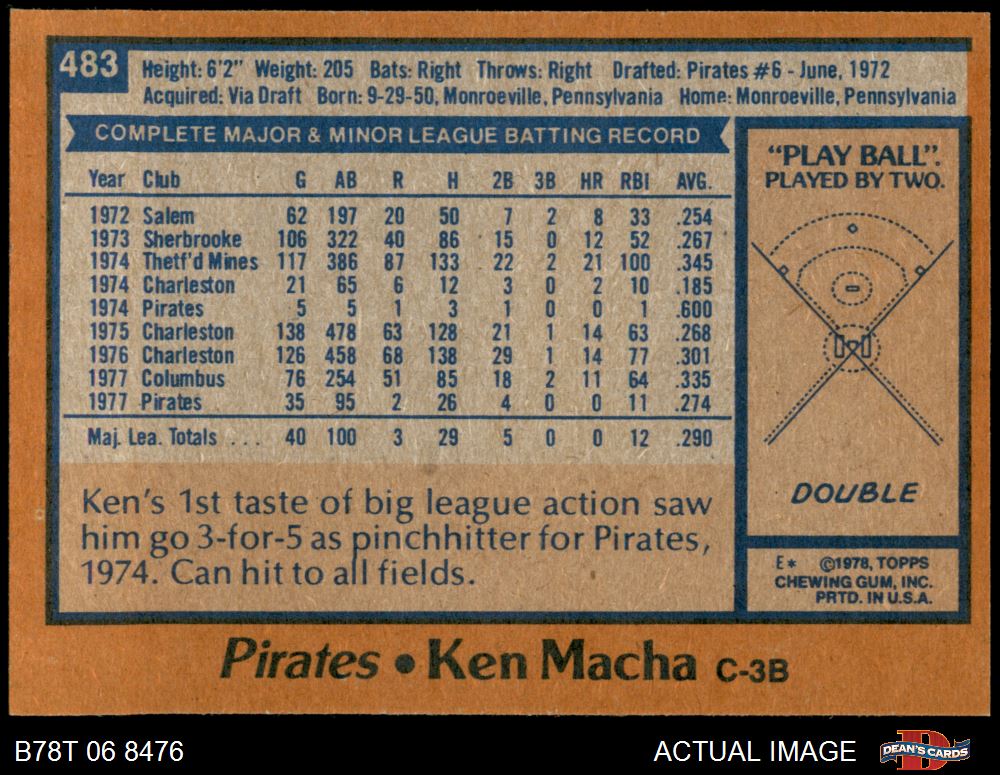 483
Height: 6'2" Weight: 205 Bats: Right Throws: Right Drafted: Pirates #6 - June, 1972
Acquired: Via Draft Born: 9-29-50, Monroeville, Pennsylvania Home: Monroeville, Pennsylvania
COMPLETE MAJOR & MINOR LEAGUE BATTING RECORD
Year Club G AB R H 2B 3B HR RBI AVG.
1972 Salem 62 197 20 50 7 2 8 33 .254
1973 Sherbrooke 106 322 40 86 15 0 12 52 .267
1974 Thetf'd Mines 117 386 87 133 22 2 21 100 .345
1974 Charleston 21 65 6 12 3 0 2 10 .185
1974 Pirates 5 5 1 3 1 0 0 1 .600
1975 Charleston 138 478 63 128 21 1 14 63 .268
1976 Charleston 126 458 68 138 29 1 14 77 .301
1977 Columbus 76 254 51 85 18 2 11 64 .335
1977 Pirates 35 95 2 26 4 0 0 11 .274
Maj. Lea. Totals ... 40 100 3 29 5 0 0 12 .290
Ken's 1st taste of big league action saw
him go 3-for-5 as pinchhitter for Pirates,
1974. Can hit to all fields.
"PLAY BALL".
PLAYED BY TWO.
DOUBLE
E* ©1978, TOPPS
CHEWING GUM, INC.
PRTD. IN U.S.A.
Pirates • Ken Macha C-3B
B78T 06 8476
ACTUAL IMAGE
DEAN'S CARDS